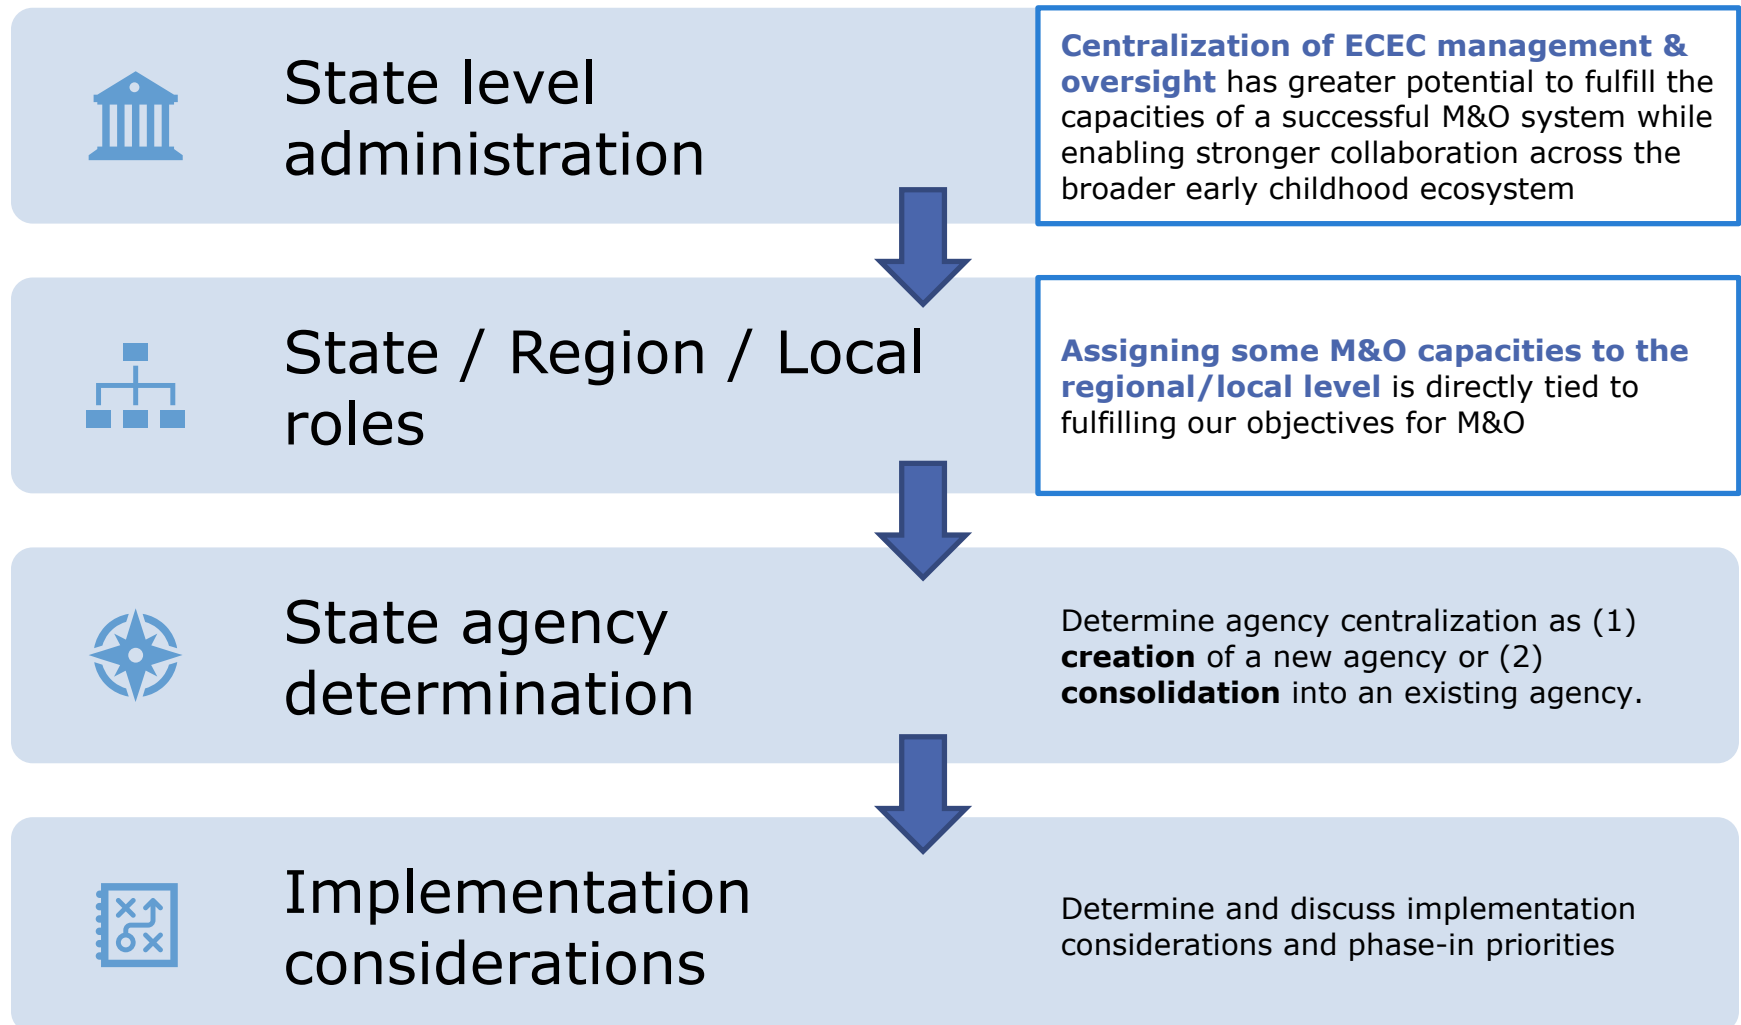 State level
administration
Centralization of ECEC management &
oversight has greater potential to fulfill the
capacities of a successful M&O system while
enabling stronger collaboration across the
broader early childhood ecosystem
State / Region / Local
roles
Assigning some M&O capacities to the
regional/local level is directly tied to
fulfilling our objectives for M&O
State agency
determination
Determine agency centralization as (1)
creation of a new agency or (2)
consolidation into an existing agency.
Implementation
considerations
Determine and discuss implementation
considerations and phase-in priorities